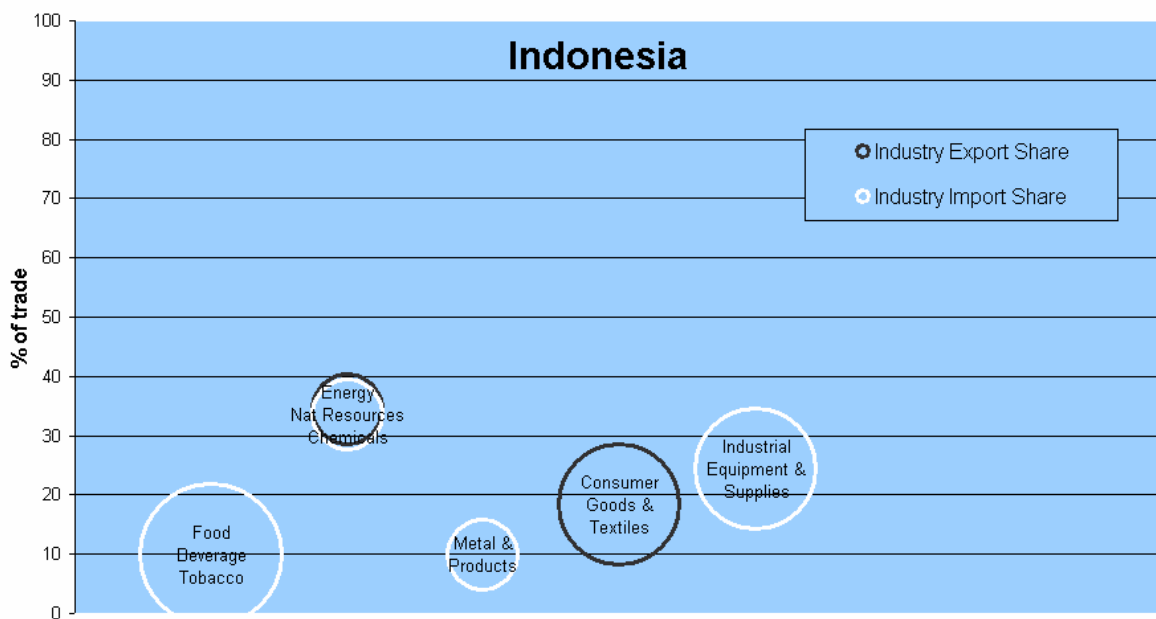 Indonesia
100
90
80
70
60
50
40
30
20
10
0
% of trade
Industry Export Share
Industry Import Share
Energy
Nat Resources
Chemicals
Industrial
Equipment &
Supplies
Consumer
Goods &
Textiles
Food
Beverage
Tobacco
Metal &
Products